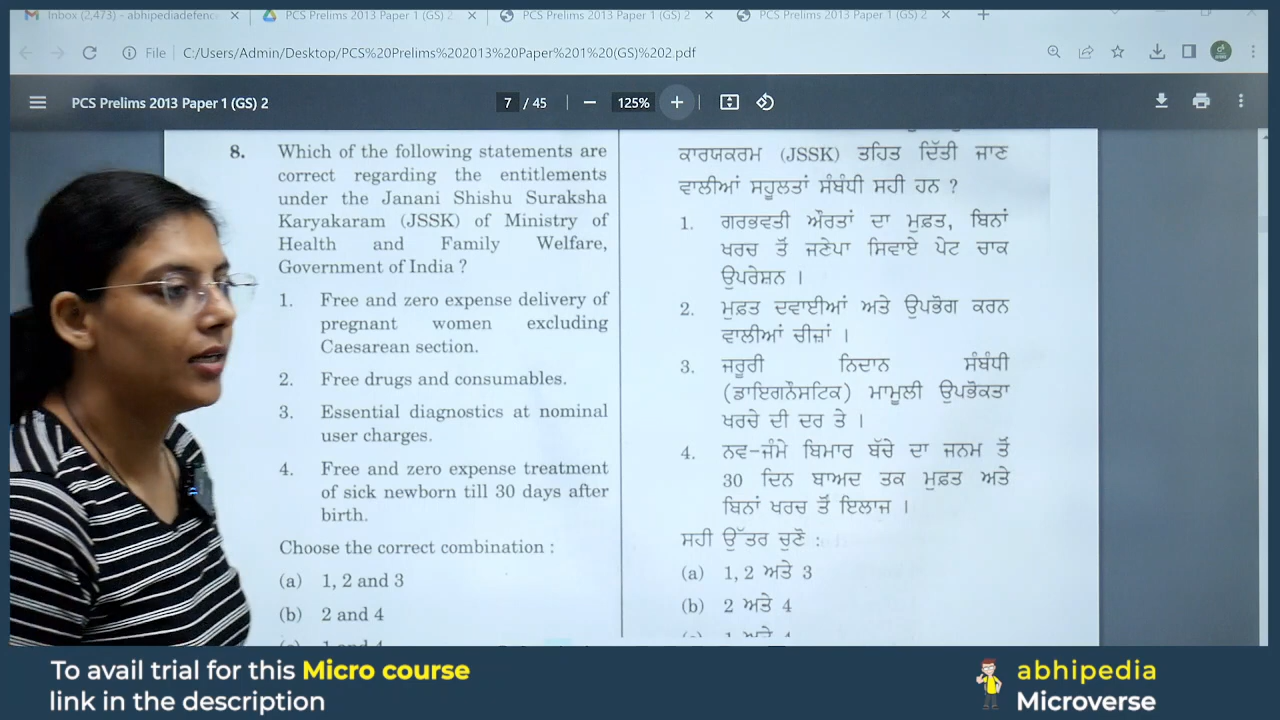 Inbox (2,473) - abhipediadefenc
PCS Prelims 2013 Paper 1 (GS) 2
PCS Prelims 2013 Paper 1 (GS) 2
PCS Prelims 2013 Paper 1 (GS) 2
File
C:/Users/Admin/Desktop/PCS%20Prelims%202013%20Paper%201%20(GS)%202.pdf
PCS Prelims 2013 Paper 1 (GS) 2
7 / 45
125%
8. Which of the following statements are
correct regarding the entitlements
under the Janani Shishu Suraksha
Karyakaram (JSSK) of Ministry of
Health and Family Welfare,
Government of India ?
1. Free and zero expense delivery of
pregnant women excluding
Caesarean section.
2. Free drugs and consumables.
3. Essential diagnostics at nominal
user charges.
4. Free and zero expense treatment
of sick newborn till 30 days after
birth.
Choose the correct combination :
(a) 1, 2 and 3
(b) 2 and 4
(c) 1 and 4
ਕਾਰਯਕਰਮ (JSSK) ਤਹਿਤ ਦਿੱਤੀ ਜਾਣ
ਵਾਲੀਆਂ ਸਹੂਲਤਾਂ ਸੰਬੰਧੀ ਸਹੀ ਹਨ ?
1. ਗਰਭਵਤੀ ਔਰਤਾਂ ਦਾ ਮੁਫ਼ਤ, ਬਿਨਾਂ
ਖਰਚ ਤੋਂ ਜਣੇਪਾ ਸਿਵਾਏ ਪੇਟ ਚਾਕ
ਉਪਰੇਸ਼ਨ ।
2. ਮੁਫ਼ਤ ਦਵਾਈਆਂ ਅਤੇ ਉਪਭੋਗ ਕਰਨ
ਵਾਲੀਆਂ ਚੀਜ਼ਾਂ ।
3. ਜਰੂਰੀ ਨਿਦਾਨ ਸੰਬੰਧੀ
(ਡਾਇਗਨੌਸਟਿਕ) ਮਾਮੂਲੀ ਉਪਭੋਕਤਾ
ਖਰਚੇ ਦੀ ਦਰ ਤੇ ।
4. ਨਵ-ਜੰਮੇ ਬਿਮਾਰ ਬੱਚੇ ਦਾ ਜਨਮ ਤੋਂ
30 ਦਿਨ ਬਾਅਦ ਤਕ ਮੁਫ਼ਤ ਅਤੇ
ਬਿਨਾਂ ਖਰਚ ਤੋਂ ਇਲਾਜ ।
ਸਹੀ ਉੱਤਰ ਚੁਣੋ :
(a) 1, 2 ਅਤੇ 3
(b) 2 ਅਤੇ 4
(c) 1 ਅਤੇ 4
To avail trial for this Micro course
link in the description
abhipedia
Microverse